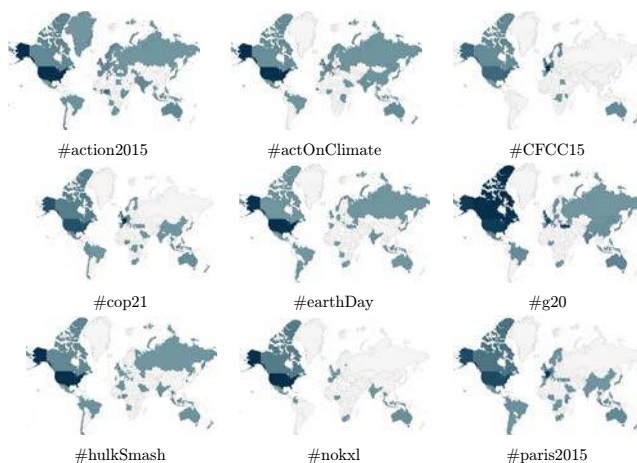 #action2015
#actOnClimate
#CFCC15
#cop21
#earthDay
#g20
#hulkSmash
#nokxl
#paris2015